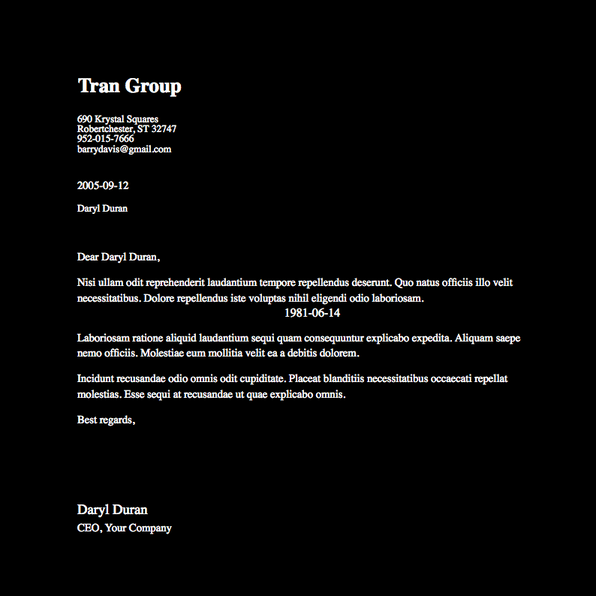 Tran Group
690 Krystal Squares
Robertchester, ST 32747
952-015-7666
barrydavis@gmail.com
2005-09-12
Daryl Duran
Dear Daryl Duran,
Nisi ullam odit reprehenderit laudantium tempore repellendus deserunt. Quo natus officiis illo velit
necessitatibus. Dolore repellendus iste voluptas nihil eligendi odio laboriosam.
1981-06-14
Laboriosam ratione aliquid laudantium sequi quam consequuntur explicabo expedita. Aliquam saepe
nemo officiis. Molestiae eum mollitia velit ea a debitis dolorem.
Incidunt recusandae odio omnis odit cupiditate. Placeat blanditiis necessitatibus occaecati repellat
molestias. Esse sequi at recusandae ut quae explicabo omnis.
Best regards,
Daryl Duran
CEO, Your Company